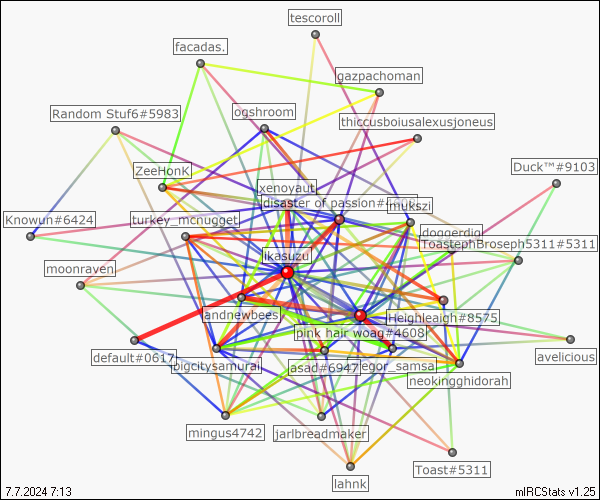 tescoroll
facadas.
gazpachoman
Random Stuf6#5983
ogshroom
thiccusboiusalexusjoneus
Duck™#9103
ZeeHonK
xenoyaut
disaster of passion#
mukszi
Knowun#6424
turkey_mcnugget
doggerdig
ToastephBroseph5311#5311
ikasuzu
moonraven
andnewbees
Heighleigh#8575
pink hair woag#4608
default#0617
bigcitysamurai
asad#6947
gregor_samsa
avelicious
neokingghidorah
mingus4742
jarlbreadmaker
Toast#5311
lahnk
7.7.2024 7:13
mIRCStats v1.25